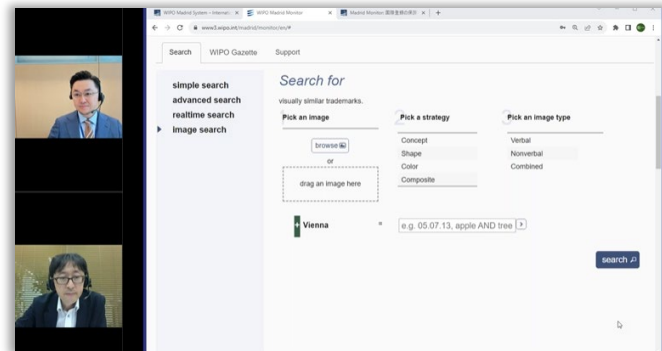 WIPO Madrid System – Internati
WIPO Madrid Monitor
www3.wipo.int/madrid/monitor/en/#
Search
WIPO Gazette
Support
simple search
advanced search
realtime search
image search
Search for
visually similar trademarks.
1 Pick an image
browse
or
drag an image here
2 Pick a strategy
Concept
Shape
Color
Composite
3 Pick an image type
Verbal
Nonverbal
Combined
Vienna
e.g. 05.07.13, apple AND tree
search